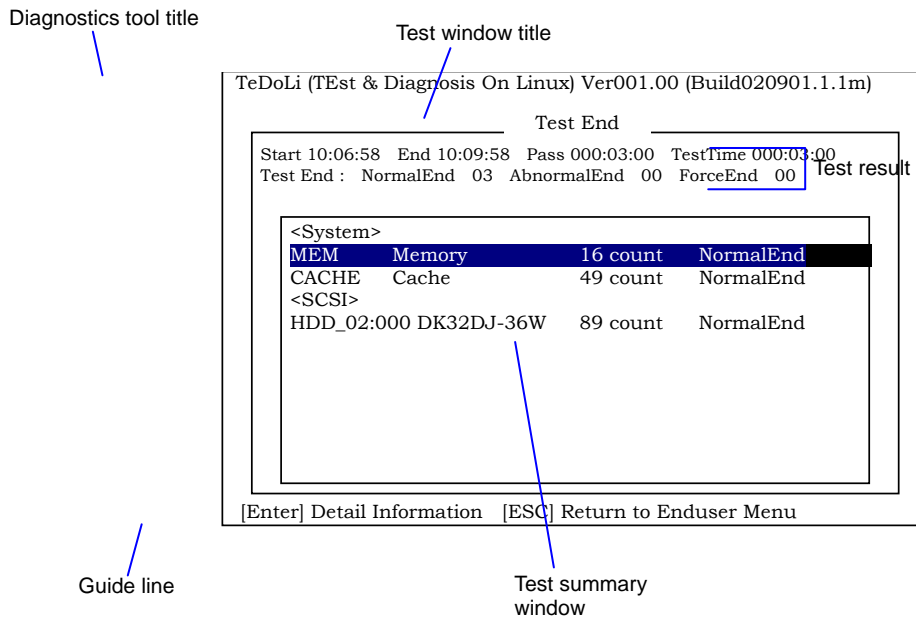 Diagnostics tool title
Test window title
TeDoLi (TEst & Diagnosis On Linux) Ver001.00 (Build020901.1.1m)
Test End
Start 10:06:58 End 10:09:58 Pass 000:03:00 TestTime 000:03:00
Test End : NormalEnd 03 AbnormalEnd 00 ForceEnd 00
Test result
<System>
MEM Memory 16 count NormalEnd
CACHE Cache 49 count NormalEnd
<SCSI>
HDD_02:000 DK32DJ-36W 89 count NormalEnd
[Enter] Detail Information [ESC] Return to Enduser Menu
Guide line
Test summary
window